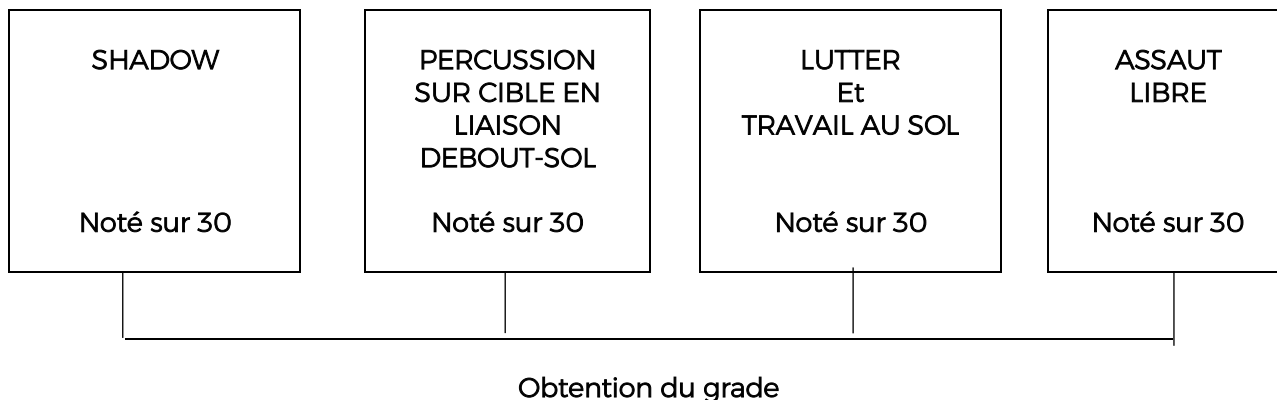 SHADOW
Noté sur 30
PERCUSSION
SUR CIBLE EN
LIAISON
DEBOUT-SOL
Noté sur 30
LUTTER
Et
TRAVAIL AU SOL
Noté sur 30
ASSAUT
LIBRE
Noté sur 30
Obtention du grade